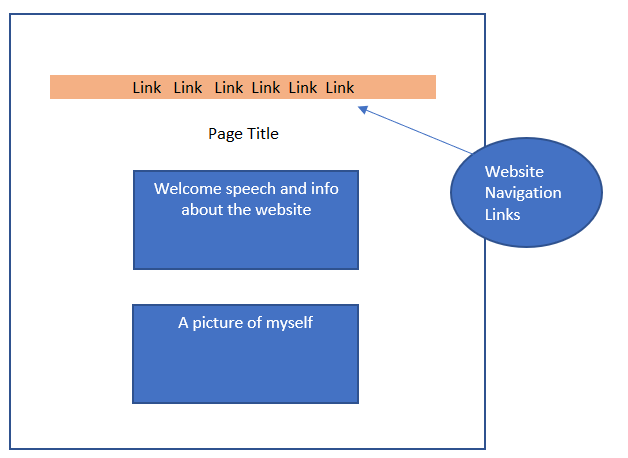 Link Link Link Link Link Link
Page Title
Welcome speech and info
about the website
Website
Navigation
Links
A picture of myself